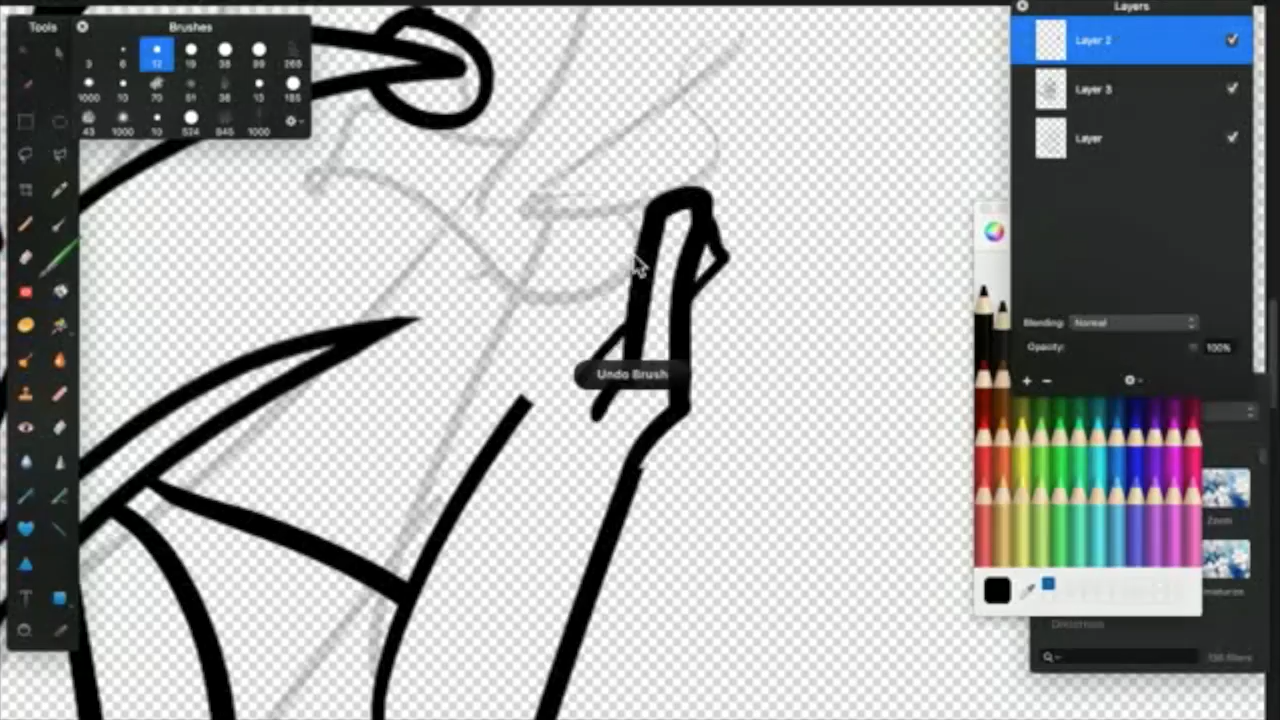 Tools
Brushes
3 6 12 19 38 99 265
1000 10 70 81 36 13 185
43 1000 10 524 845 1000
Undo Brush
Layers
Layer 2
Layer 3
Layer
Blending: Normal
Opacity: 100%
Zoom
T